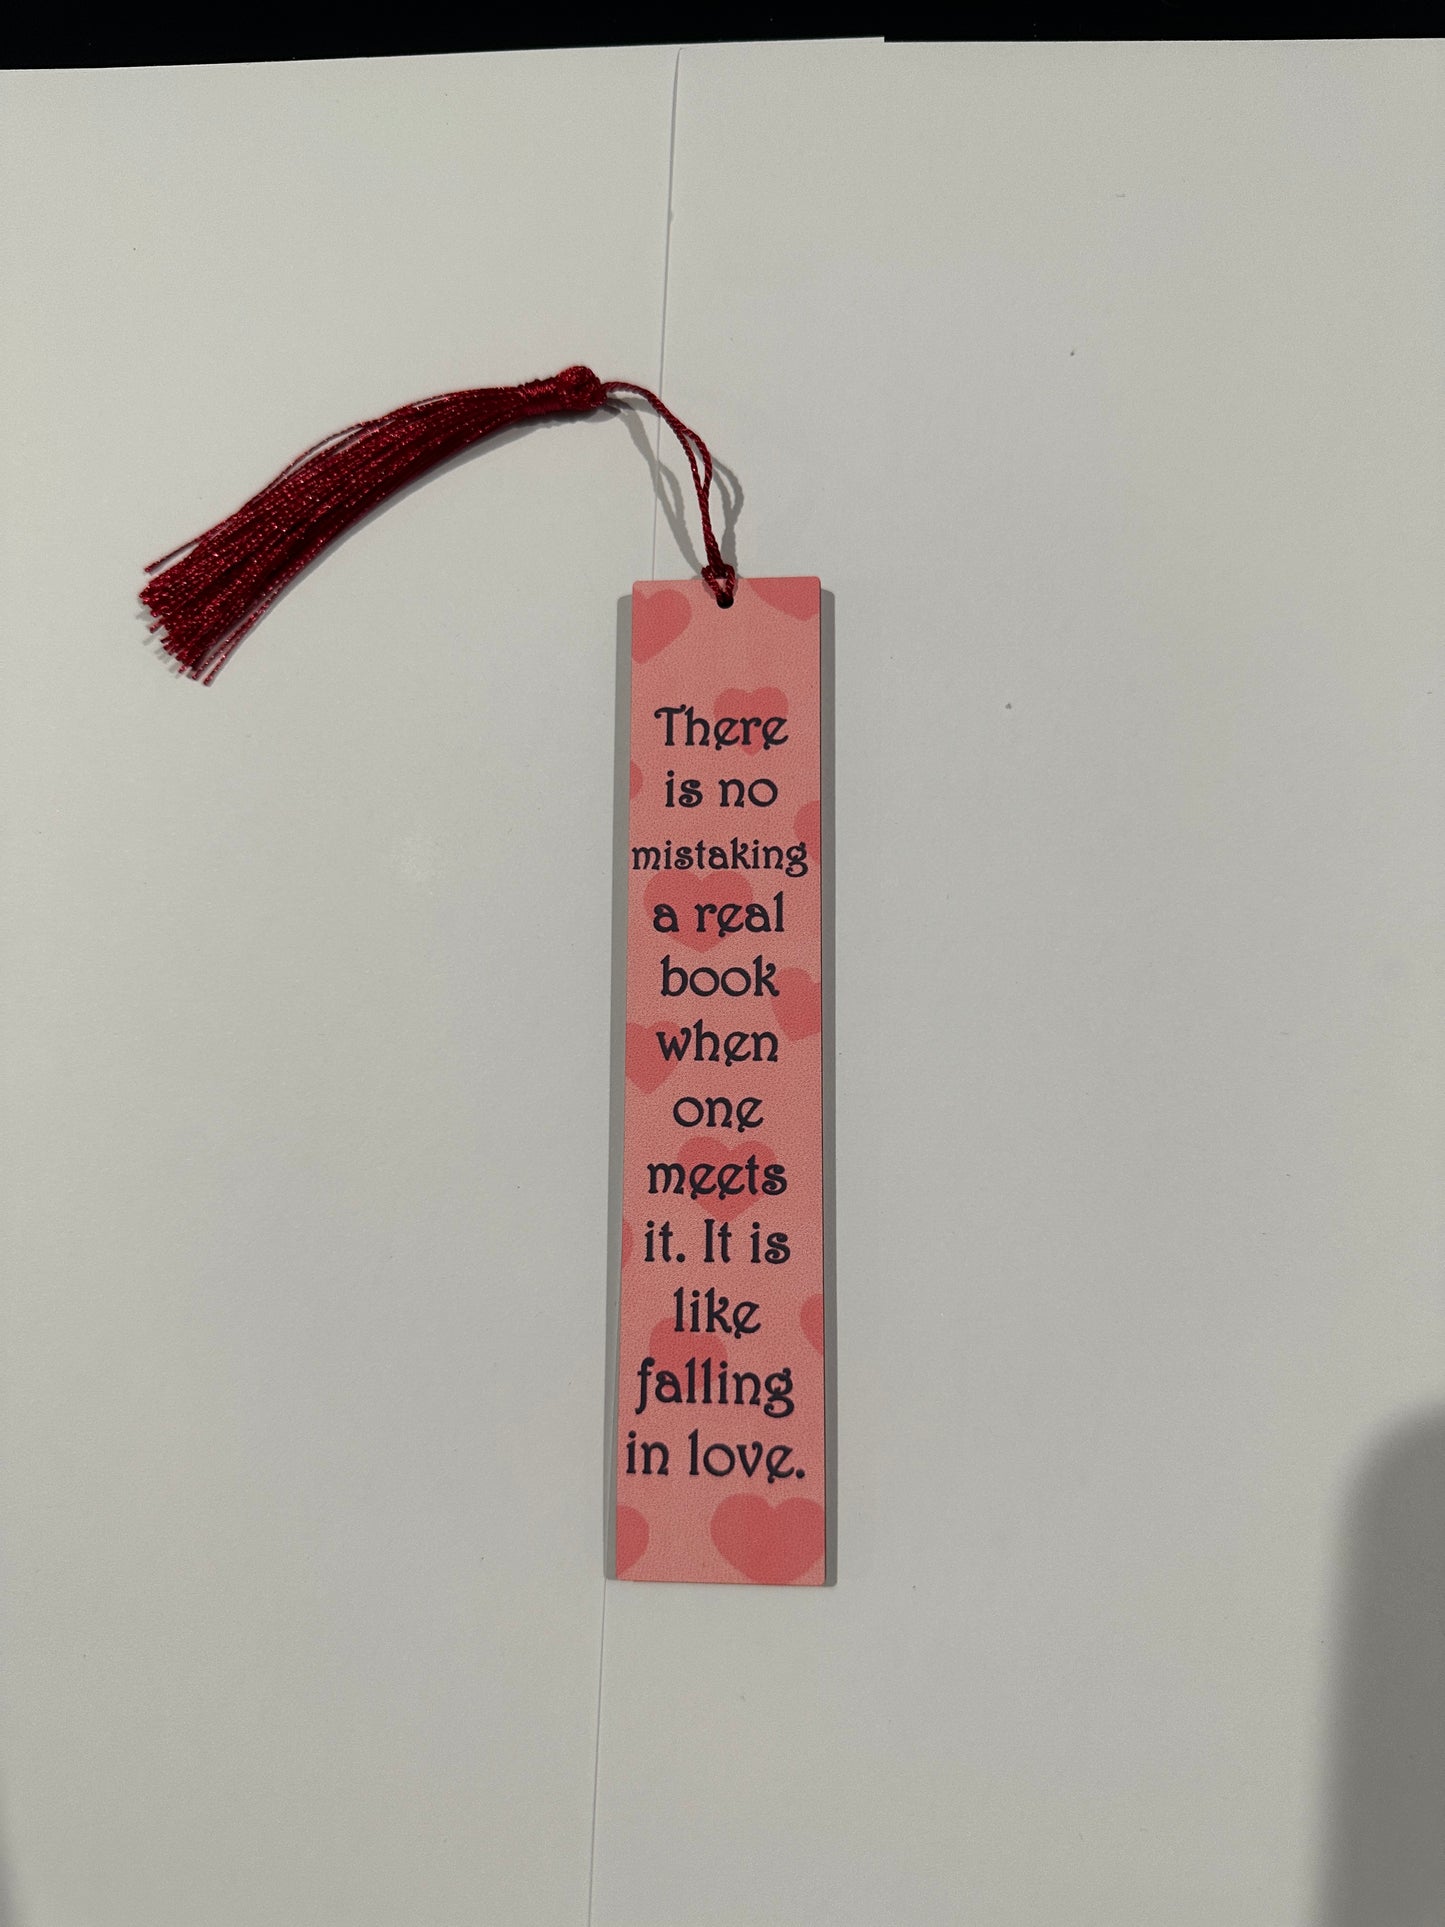 There
is no
mistaking
a real
book
when
one
meets
it. It is
like
falling
in love.